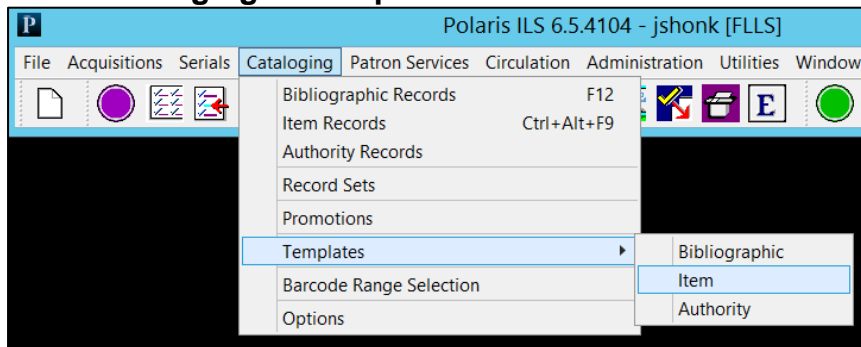 P Polaris ILS 6.5.4104 - jshonk [FLLS]
File Acquisitions Serials Cataloging Patron Services Circulation Administration Utilities Window
E
Bibliographic Records F12
Item Records Ctrl+Alt+F9
Authority Records
Record Sets
Promotions
Templates
Barcode Range Selection
Options
Bibliographic
Item
Authority